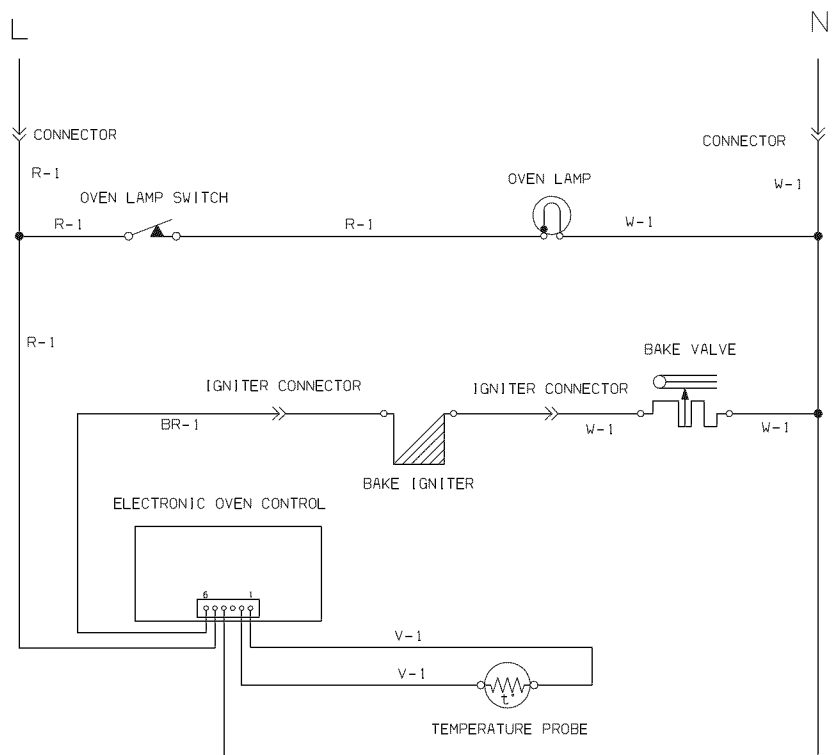 L
N
CONNECTOR
CONNECTOR
R-1
W-1
OVEN LAMP SWITCH
OVEN LAMP
R-1
R-1
W-1
R-1
BAKE VALVE
IGNITER CONNECTOR
IGNITER CONNECTOR
BR-1
W-1
W-1
BAKE IGNITER
ELECTRONIC OVEN CONTROL
6
1
V-1
V-1
t°
TEMPERATURE PROBE